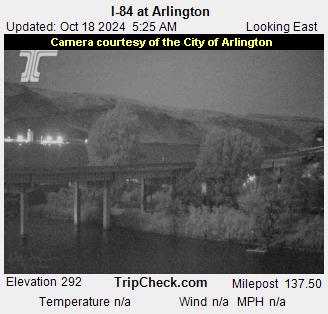 I-84 at Arlington
Updated: Oct 18 2024 5:25 AM Looking East
Camera courtesy of the City of Arlington
Elevation 292 TripCheck.com Milepost 137.50
Temperature n/a Wind n/a MPH n/a